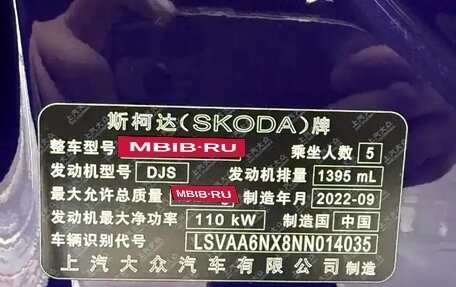 斯柯达(SKODA)牌
整车型号 MBIB·RU 乘坐人数 5
发动机型号 DJS 发动机排量 1395 mL
最大允许总质量 MBIB·RU 制造年月 2022-09
发动机最大净功率 110 kW 制造国 中国
车辆识别代号 LSVAA6NX8NN014035
上汽大众汽车有限公司 制造